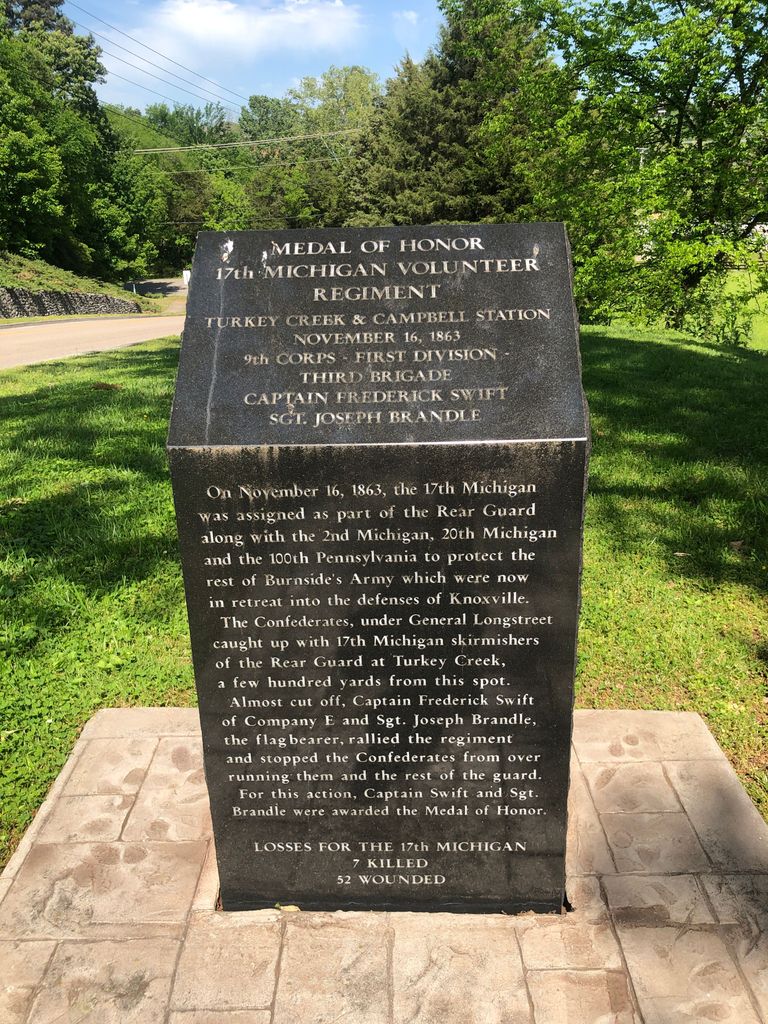 MEDAL OF HONOR
17th MICHIGAN VOLUNTEER
REGIMENT
TURKEY CREEK & CAMPBELL STATION
NOVEMBER 16, 1863
9th CORPS - FIRST DIVISION -
THIRD BRIGADE
CAPTAIN FREDERICK SWIFT
SGT. JOSEPH BRANDLE
On November 16, 1863, the 17th Michigan
was assigned as part of the Rear Guard
along with the 2nd Michigan, 20th Michigan
and the 100th Pennsylvania to protect the
rest of Burnside's Army which were now
in retreat into the defenses of Knoxville.
The Confederates, under General Longstreet
caught up with 17th Michigan skirmishers
of the Rear Guard at Turkey Creek,
a few hundred yards from this spot.
Almost cut off, Captain Frederick Swift
of Company E and Sgt. Joseph Brandle,
the flagbearer, rallied the regiment
and stopped the Confederates from over
running them and the rest of the guard.
For this action, Captain Swift and Sgt.
Brandle were awarded the Medal of Honor.
LOSSES FOR THE 17th MICHIGAN
7 KILLED
52 WOUNDED